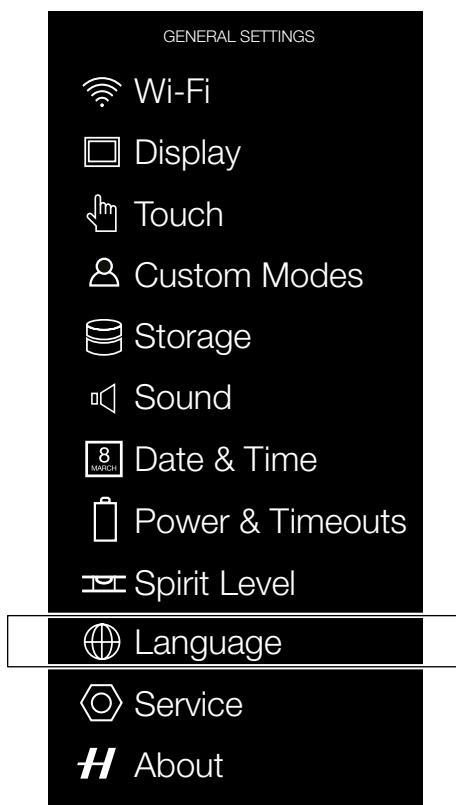 GENERAL SETTINGS
Wi-Fi
Display
Touch
Custom Modes
Storage
Sound
8
MARCH
Date & Time
Power & Timeouts
Spirit Level
Language
Service
H About